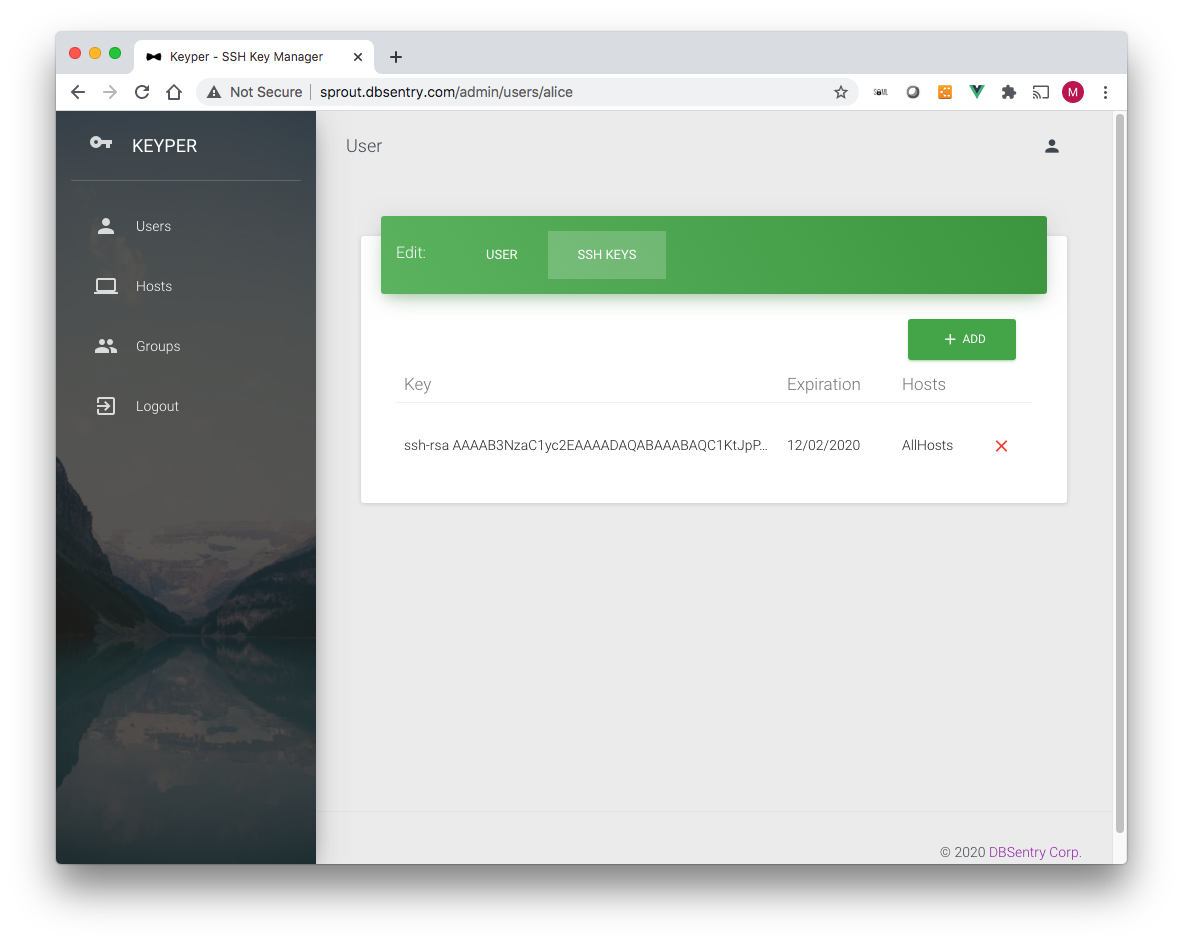 Keyper - SSH Key Manager
Not Secure sprout.dbsentry.com/admin/users/alice
M
KEYPER
User
Users
Hosts
Groups
Logout
Edit: USER SSH KEYS
ADD
Key Expiration Hosts
ssh-rsa AAAAB3NzaC1yc2EAAAADAQABAAABAQC1KtJpP... 12/02/2020 AllHosts
© 2020 DBSentry Corp.